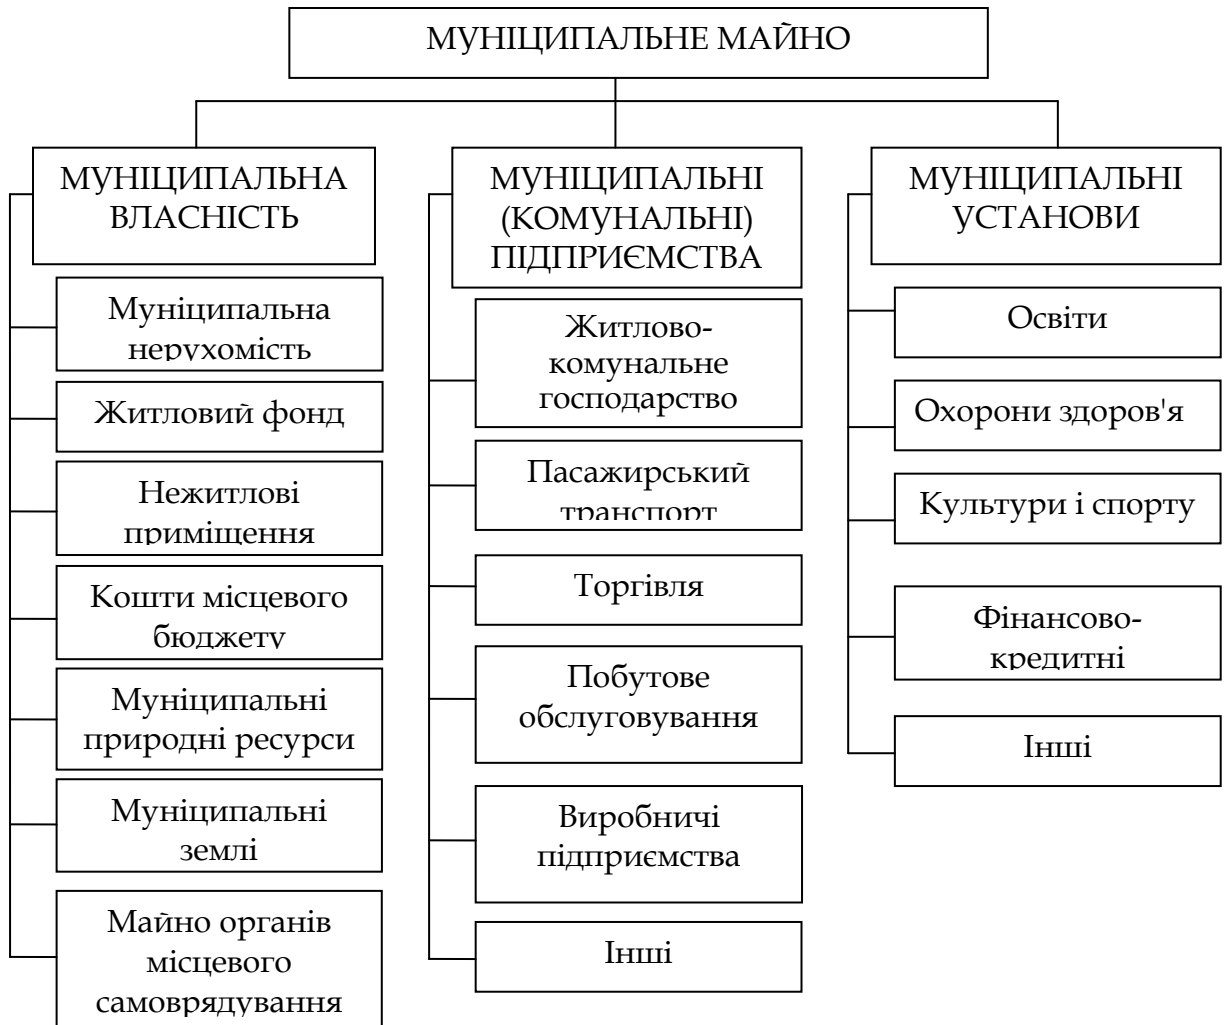 МУНІЦИПАЛЬНЕ МАЙНО
МУНІЦИПАЛЬНА
ВЛАСНІСТЬ
Муніципальна
нерухомість
Житловий фонд
Нежитлові
приміщення
Кошти місцевого
бюджету
Муніципальні
природні ресурси
Муніципальні
землі
Майно органів
місцевого
самоврядування
МУНІЦИПАЛЬНІ
(КОМУНАЛЬНІ)
ПІДПРИЄМСТВА
Житлово-
комунальне
господарство
Пасажирський
транспорт
Торгівля
Побутове
обслуговування
Виробничі
підприємства
Інші
МУНІЦИПАЛЬНІ
УСТАНОВИ
Освіти
Охорони здоров'я
Культури і спорту
Фінансово-
кредитні
Інші